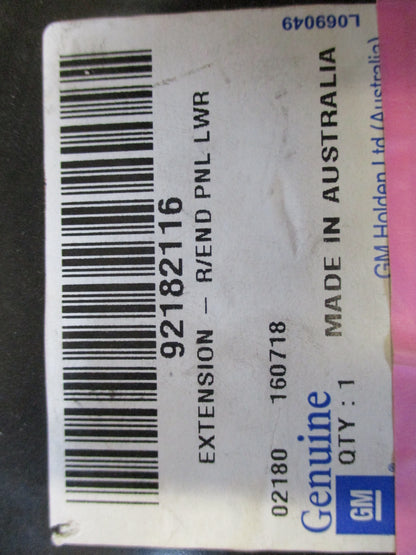 92182116
EXTENSION - R/END PNL LWR
02180 160718
Genuine
QTY : 1 MADE IN AUSTRALIA
GM
GM Holden Ltd (Australia)
L069049